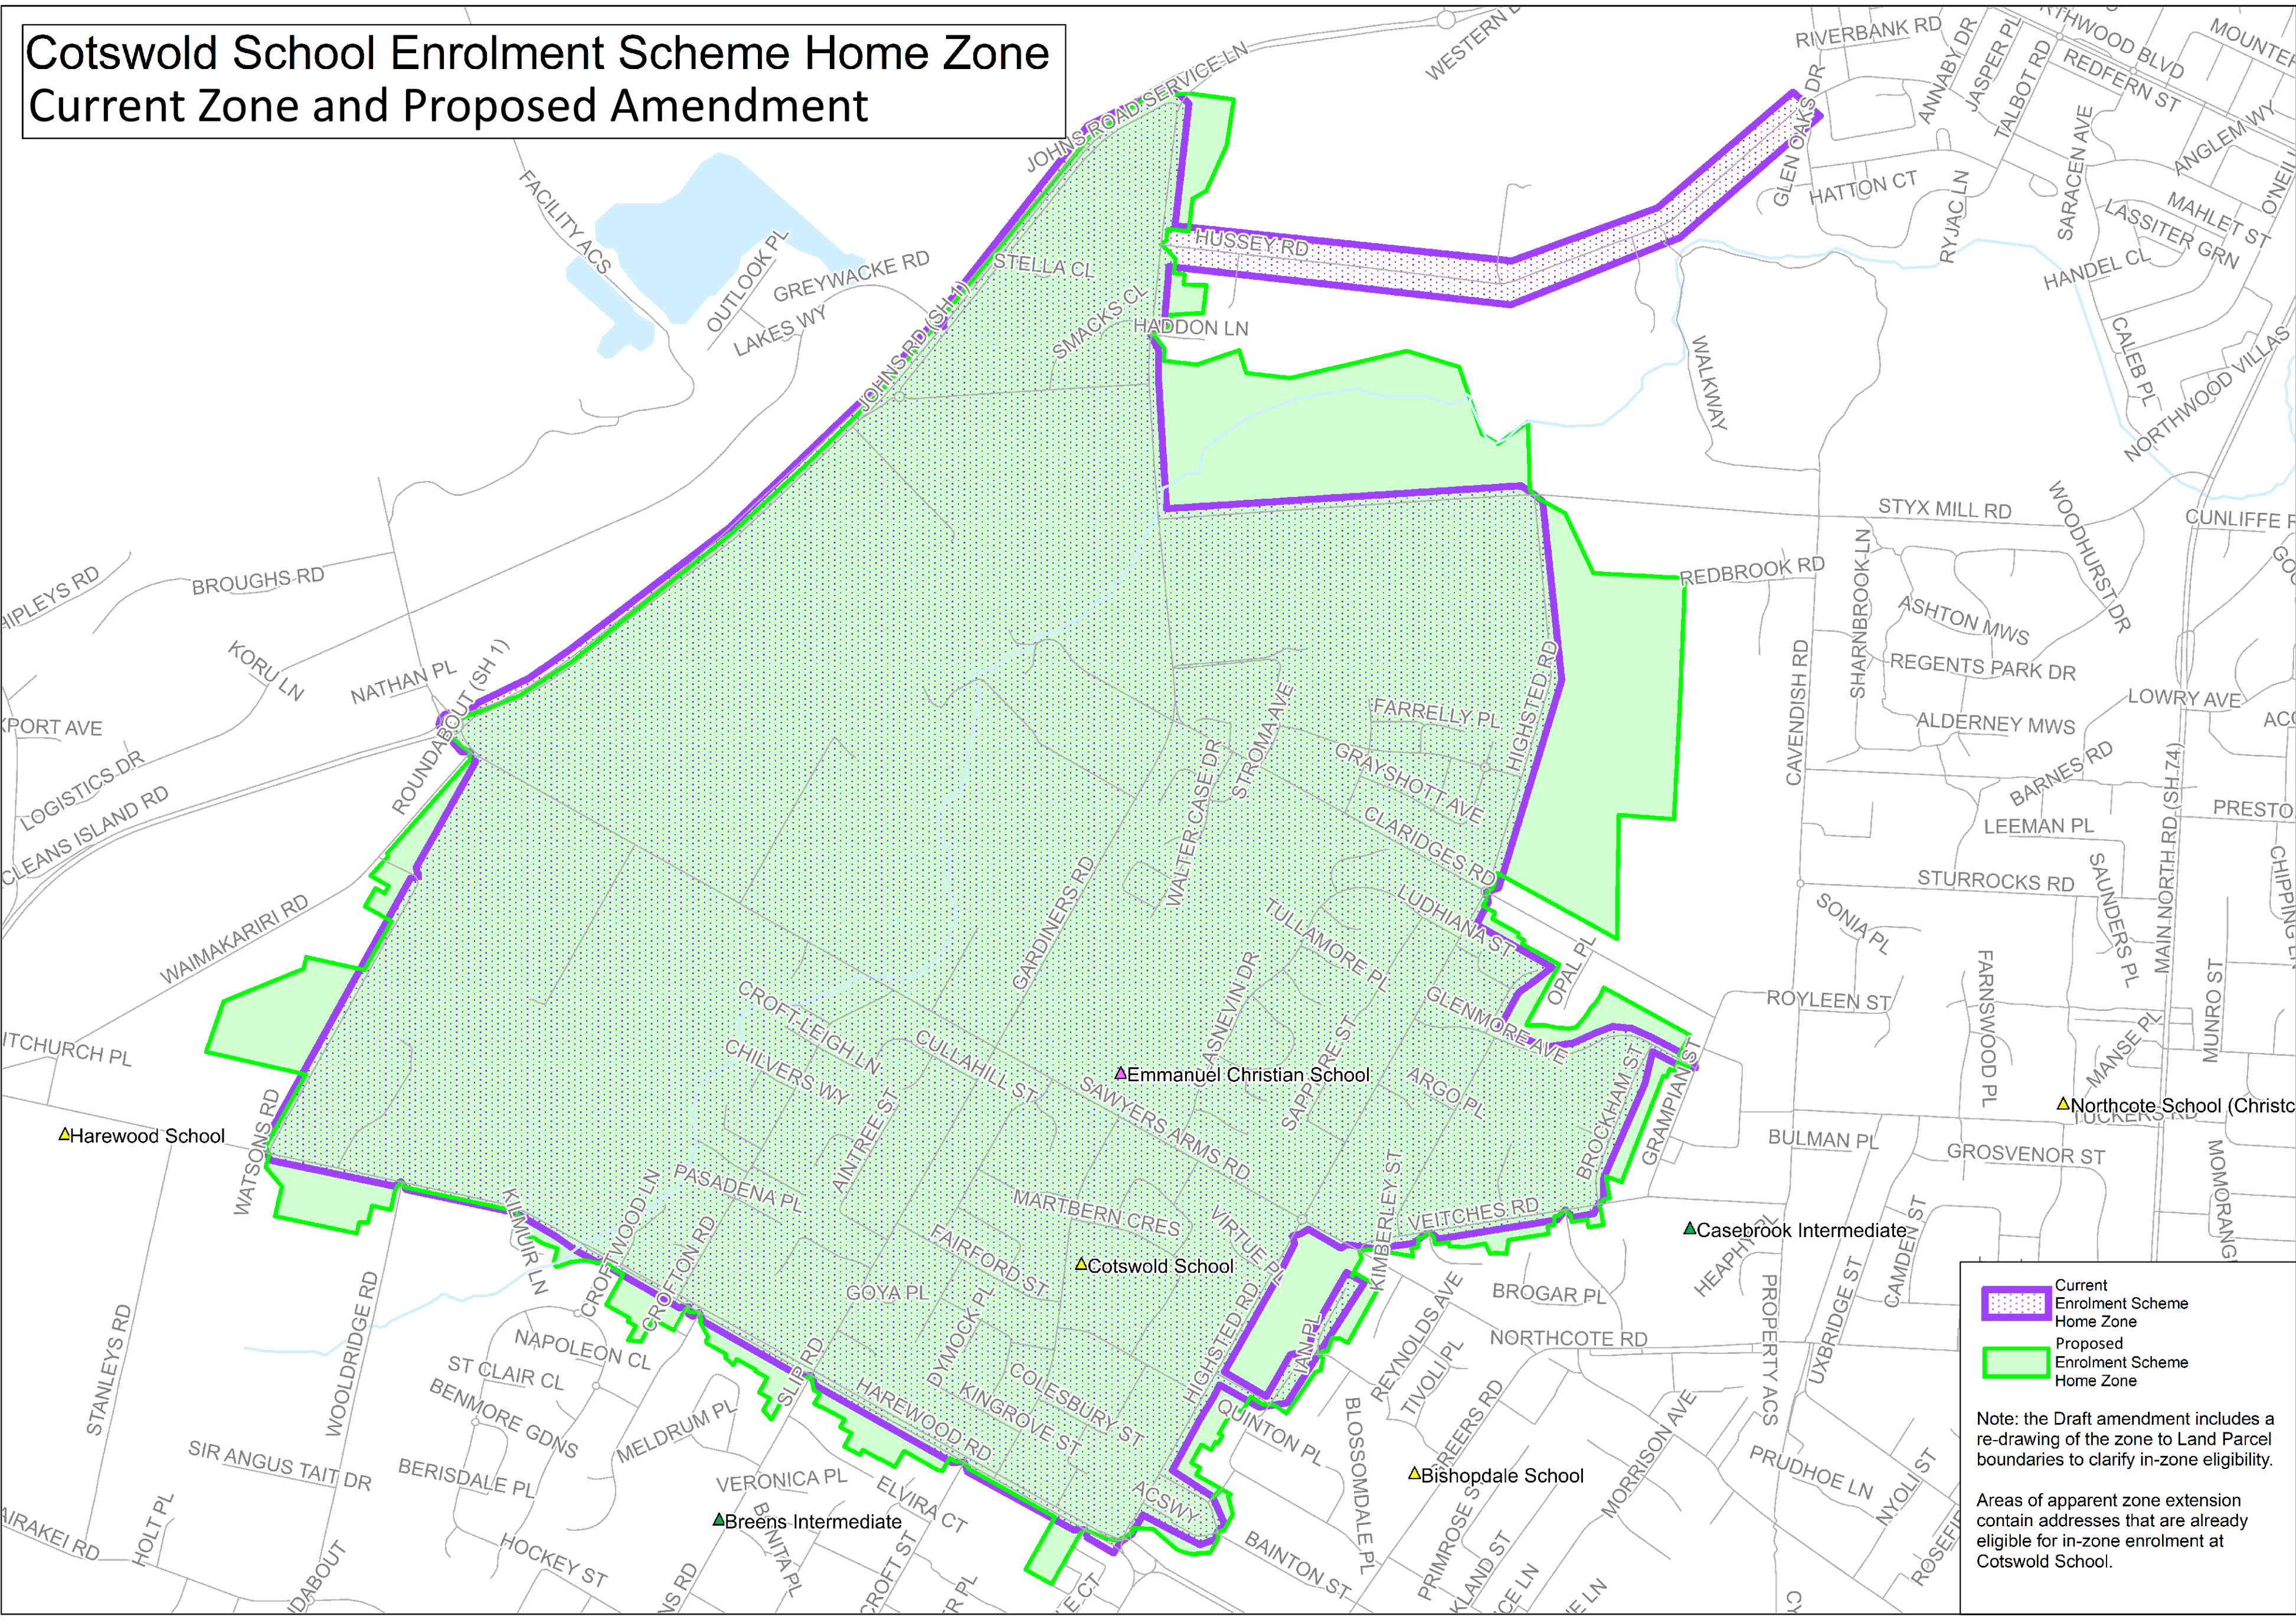 Cotswold School Enrolment Scheme Home Zone
Current Zone and Proposed Amendment
JOHNS ROAD SERVICE LN
RIVERBANK RD
ANNABY DR
JASPER PL
TALBOT RD
REDFERN ST
ANGLEM WY
GLEN OAKS DR
HATTON CT
RYJAC LN
SARACEN AVE
MAHLET ST
LASSITER GRN
HANDEL CL
CALEB PL
NORTHWOOD VILLAS
FACILITY ACS
OUTLOOK PL
GREYWACKE RD
LAKES WY
STELLA CL
SMACKS CL
HUSSEY RD
HADDON LN
JOHNS RD (SH 1)
WALKWAY
STYX MILL RD
WOODHURST DR
REDBROOK RD
SHARNBROOK LN
ASHTON MWS
REGENTS PARK DR
ALDERNEY MWS
LOWRY AVE
BARNES RD
LEEMAN PL
STURROCKS RD
SAUNDERS PL
MAIN NORTH RD (SH 74)
CAVENDISH RD
SONIA PL
ROYLEEN ST
FARNSWOOD PL
MUNRO ST
MANSE PL
BROUGHS RD
KORU LN
NATHAN PL
ROUNDABOUT (SH 1)
LOGISTICS DR
WAIMAKARIRI RD
FARRELLY PL
HIGHSTED RD
GRAYSHOTT AVE
CLARIDGES RD
STROMA AVE
WALTER CASE DR
GARDINERS RD
LUDHIANA ST
TULLAMORE PL
OPAL PL
GLENMORE AVE
SAPPHIRE ST
ARGO PL
BROCKHAM ST
GRAMPIAN ST
CROFT-LEIGH LN
CHILVERS WY
CULLAHILL ST
SAWYERS ARMS RD
AINTREE ST
PASADENA PL
MARTBERN CRES
VIRTUE PL
FAIRFORD ST
GOYA PL
DYMOCK PL
COLESBURY ST
KINGROVE ST
HAREWOOD RD
KIMBERLEY ST
VEITCHES RD
HIGHSTED RD
IAN PL
QUINTON PL
ACSWY
BAINTON ST
BLOSSOMDALE PL
REYNOLDS AVE
TIVOLI PL
GREERS RD
PRIMROSE ST
MORRISON AVE
BROGAR PL
NORTHCOTE RD
HEAPHY PL
PROPERTY ACS
UXBRIDGE ST
CAMDEN ST
BULMAN PL
GROSVENOR ST
TUCKERS RD
PRUDHOE LN
NYOLI ST
WATSONS RD
STANLEYS RD
WOOLDRIDGE RD
KILMUIR LN
CROFTWOOD LN
CROFTON RD
NAPOLEON CL
ST CLAIR CL
BENMORE GDNS
SIR ANGUS TAIT DR
BERISDALE PL
MELDRUM PL
SLIP RD
VERONICA PL
ELVIRA CT
BENITA PL
HOCKEY ST
HOLT PL
Emmanuel Christian School
Harewood School
Northcote School (Christc
Casebrook Intermediate
Cotswold School
Bishopdale School
Breens Intermediate
Current
Enrolment Scheme
Home Zone
Proposed
Enrolment Scheme
Home Zone
Note: the Draft amendment includes a
re-drawing of the zone to Land Parcel
boundaries to clarify in-zone eligibility.
Areas of apparent zone extension
contain addresses that are already
eligible for in-zone enrolment at
Cotswold School.